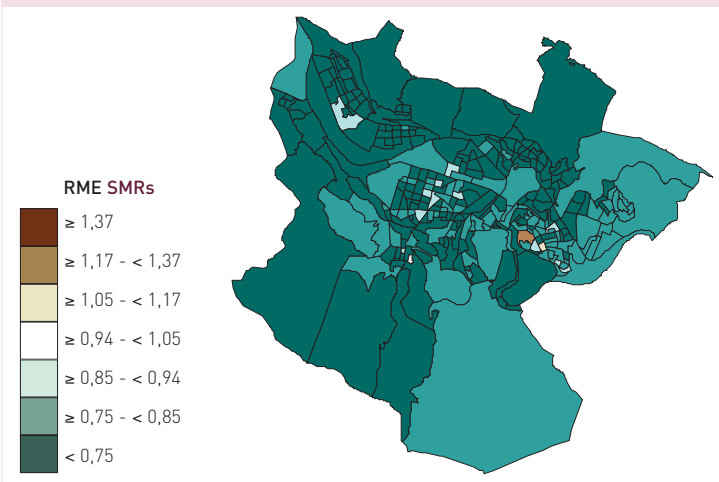 RME SMRs
≥ 1,37
≥ 1,17 - < 1,37
≥ 1,05 - < 1,17
≥ 0,94 - < 1,05
≥ 0,85 - < 0,94
≥ 0,75 - < 0,85
< 0,75